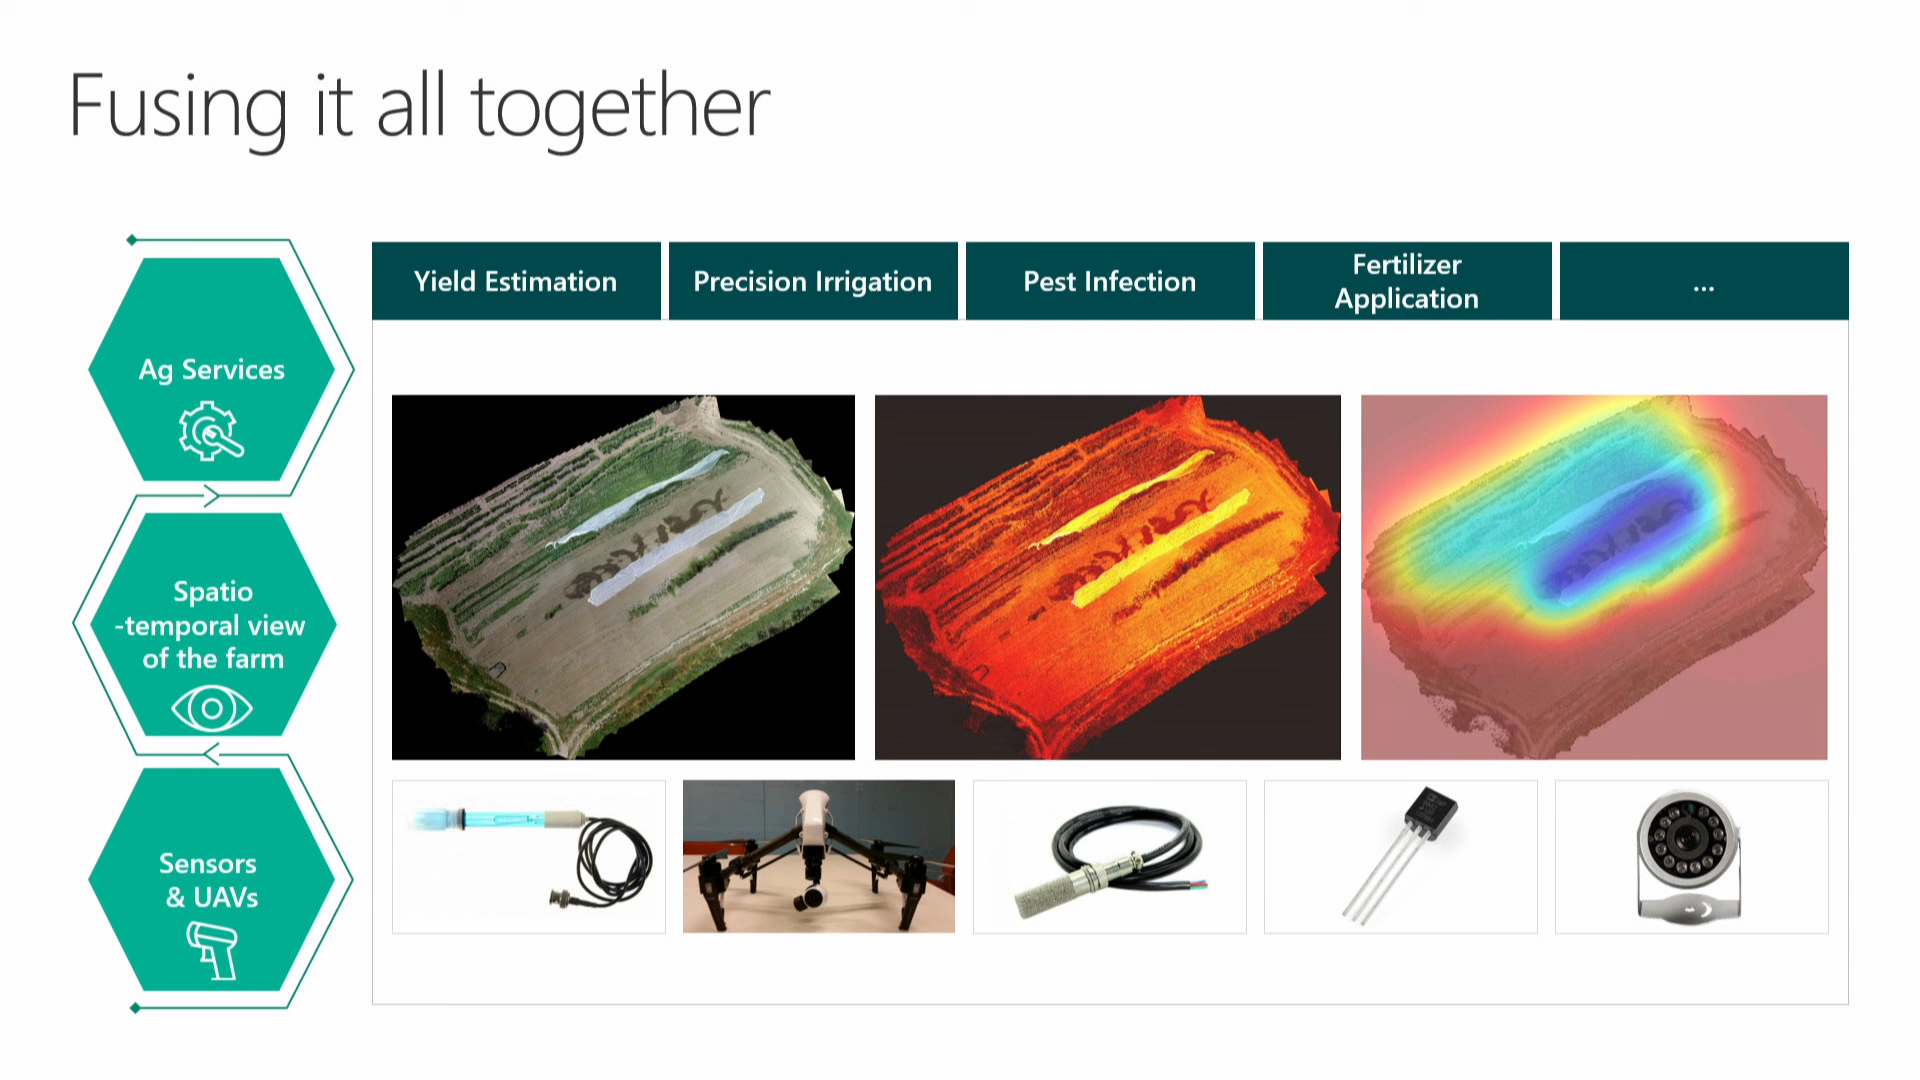 Fusing it all together
Yield Estimation
Precision Irrigation
Pest Infection
Fertilizer
Application
...
Ag Services
Spatio
-temporal view
of the farm
Sensors
& UAVs